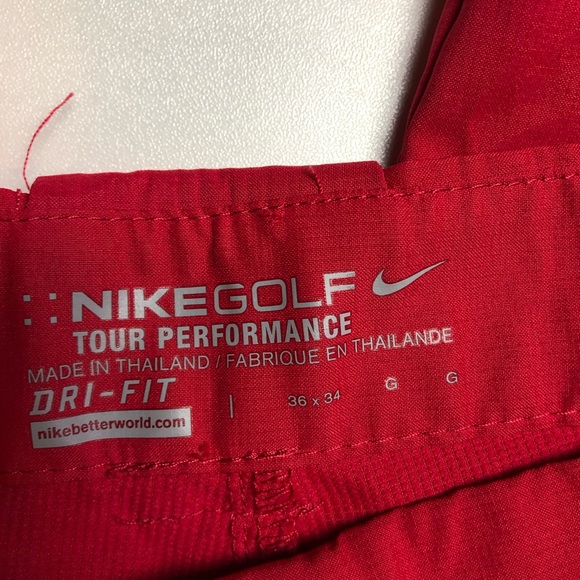 NIKEGOLF
TOUR PERFORMANCE
MADE IN THAILAND / FABRIQUE EN THAILANDE
DRI-FIT
36 x 34 G G
nikebetterworld.com